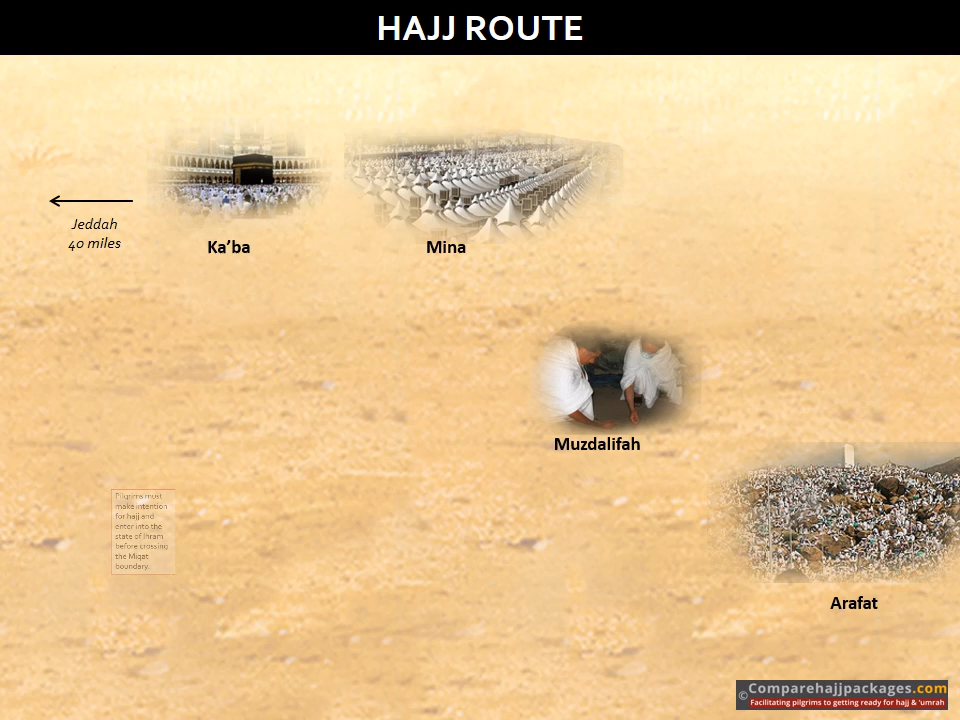 HAJJ ROUTE
Jeddah
40 miles
Ka’ba
Mina
Muzdalifah
Pilgrims must
make intention
for hajj and
enter into the
state of Ihram
before crossing
the Miqat
boundary.
Arafat
© Comparehajjpackages.com
Facilitating pilgrims to getting ready for hajj & 'umrah